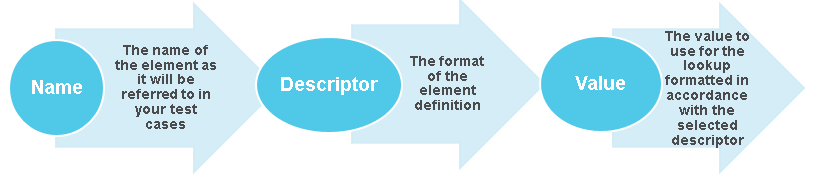 Name
The name of
the element as
it will be
referred to in
your test
cases
Descriptor
The format
of the
element
definition
Value
The value to
use for the
lookup
formatted in
accordance
with the
selected
descriptor